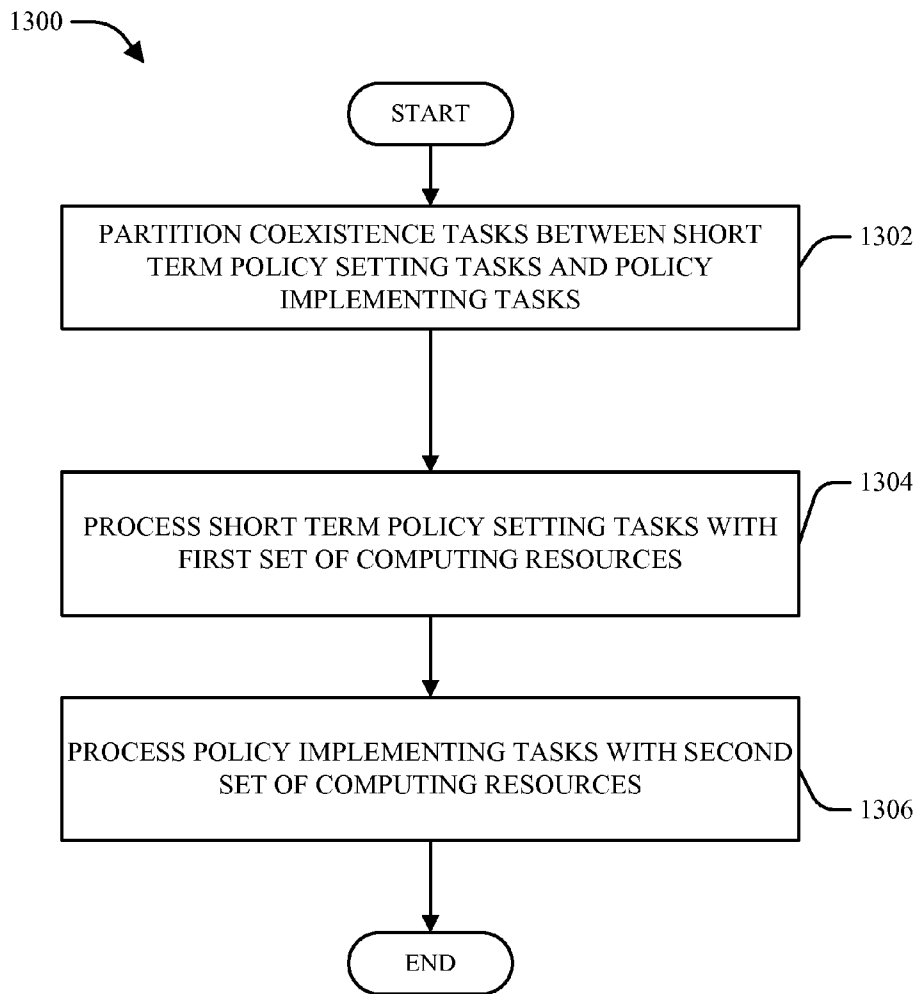 1300
START
PARTITION COEXISTENCE TASKS BETWEEN SHORT
TERM POLICY SETTING TASKS AND POLICY
IMPLEMENTING TASKS
1302
PROCESS SHORT TERM POLICY SETTING TASKS WITH
FIRST SET OF COMPUTING RESOURCES
1304
PROCESS POLICY IMPLEMENTING TASKS WITH SECOND
SET OF COMPUTING RESOURCES
1306
END